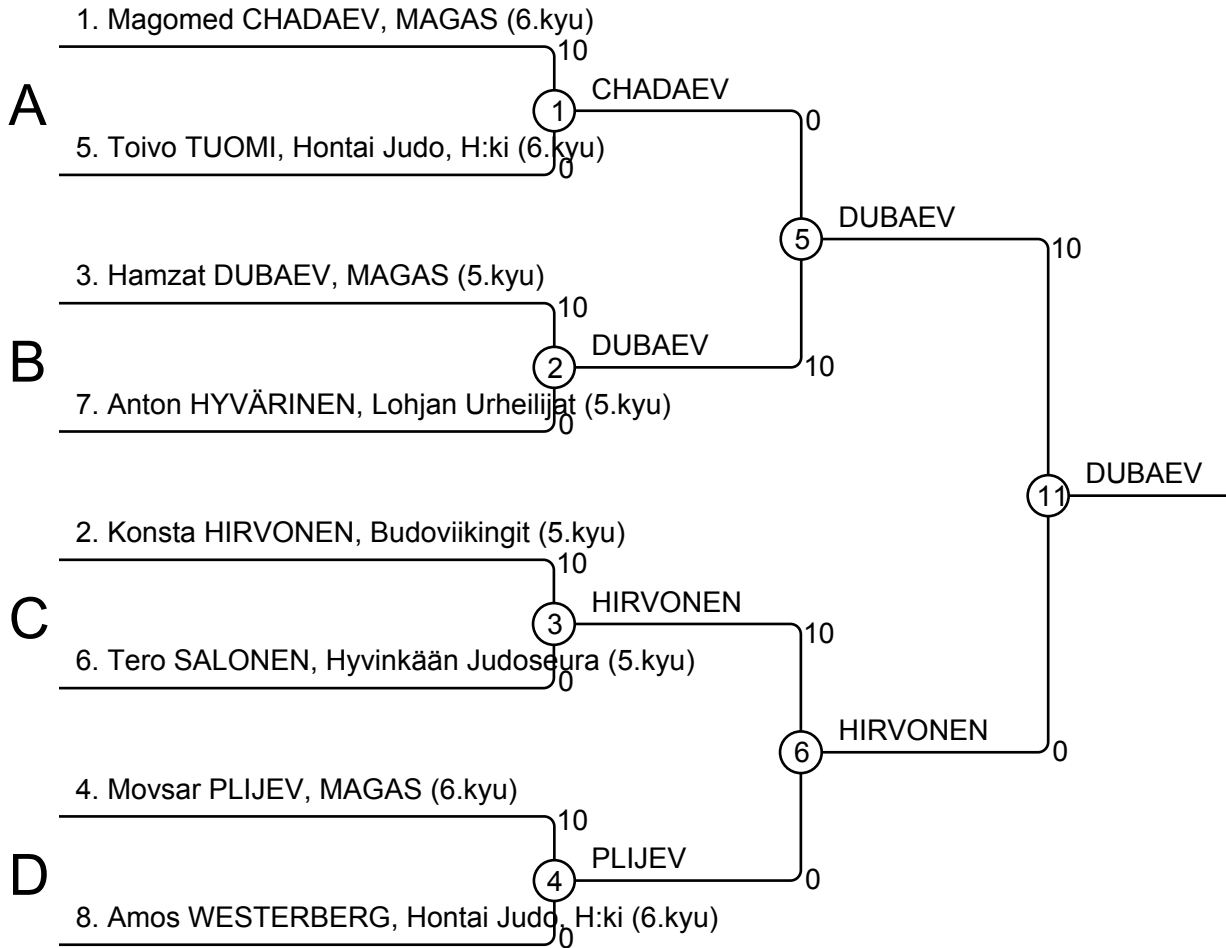 1. Magomed CHADAEV, MAGAS (6.kyu)
10
A
1
CHADAEV
0
5. Toivo TUOMI, Hontai Judo, H:ki (6.kyu)
0
5
DUBAEV
10
3. Hamzat DUBAEV, MAGAS (5.kyu)
10
B
2
DUBAEV
10
7. Anton HYVÄRINEN, Lohjan Urheilijat (5.kyu)
0
11
DUBAEV
2. Konsta HIRVONEN, Budoviikingit (5.kyu)
10
C
3
HIRVONEN
10
6. Tero SALONEN, Hyvinkään Judoseura (5.kyu)
0
6
HIRVONEN
0
4. Movsar PLIJEV, MAGAS (6.kyu)
10
D
4
PLIJEV
0
8. Amos WESTERBERG, Hontai Judo, H:ki (6.kyu)
0